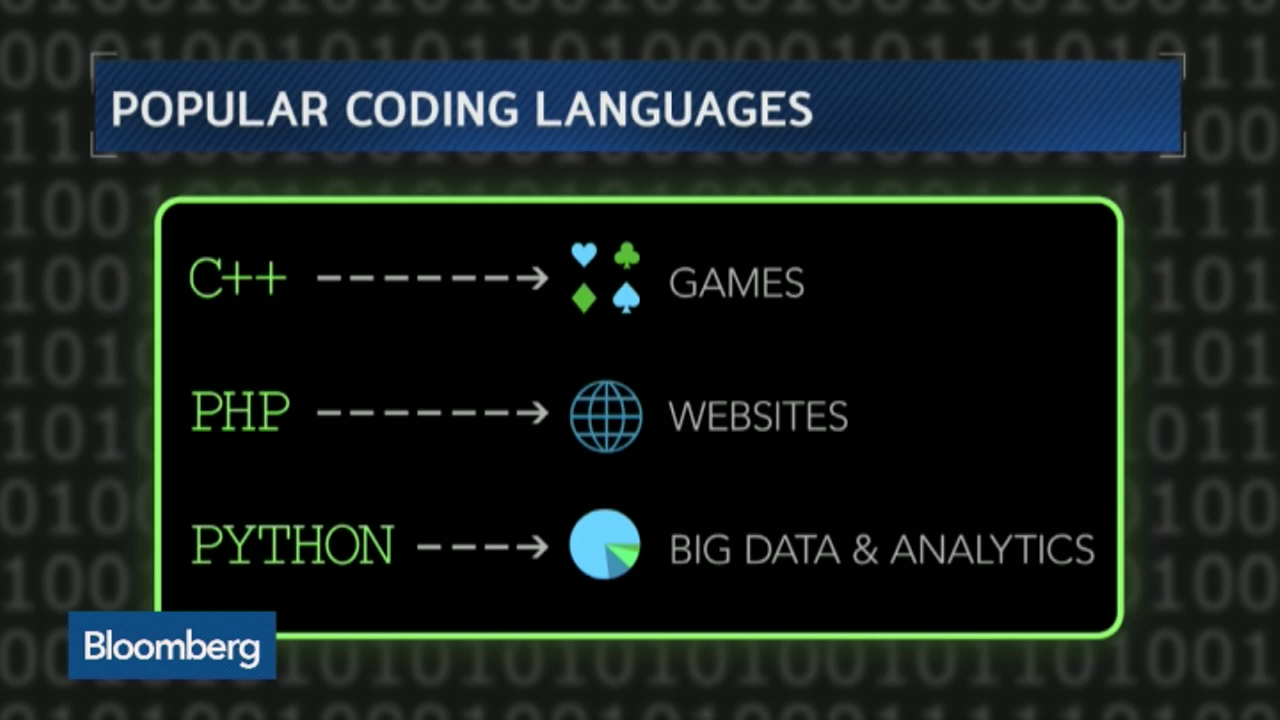 POPULAR CODING LANGUAGES
C++ GAMES
PHP WEBSITES
PYTHON BIG DATA & ANALYTICS
Bloomberg